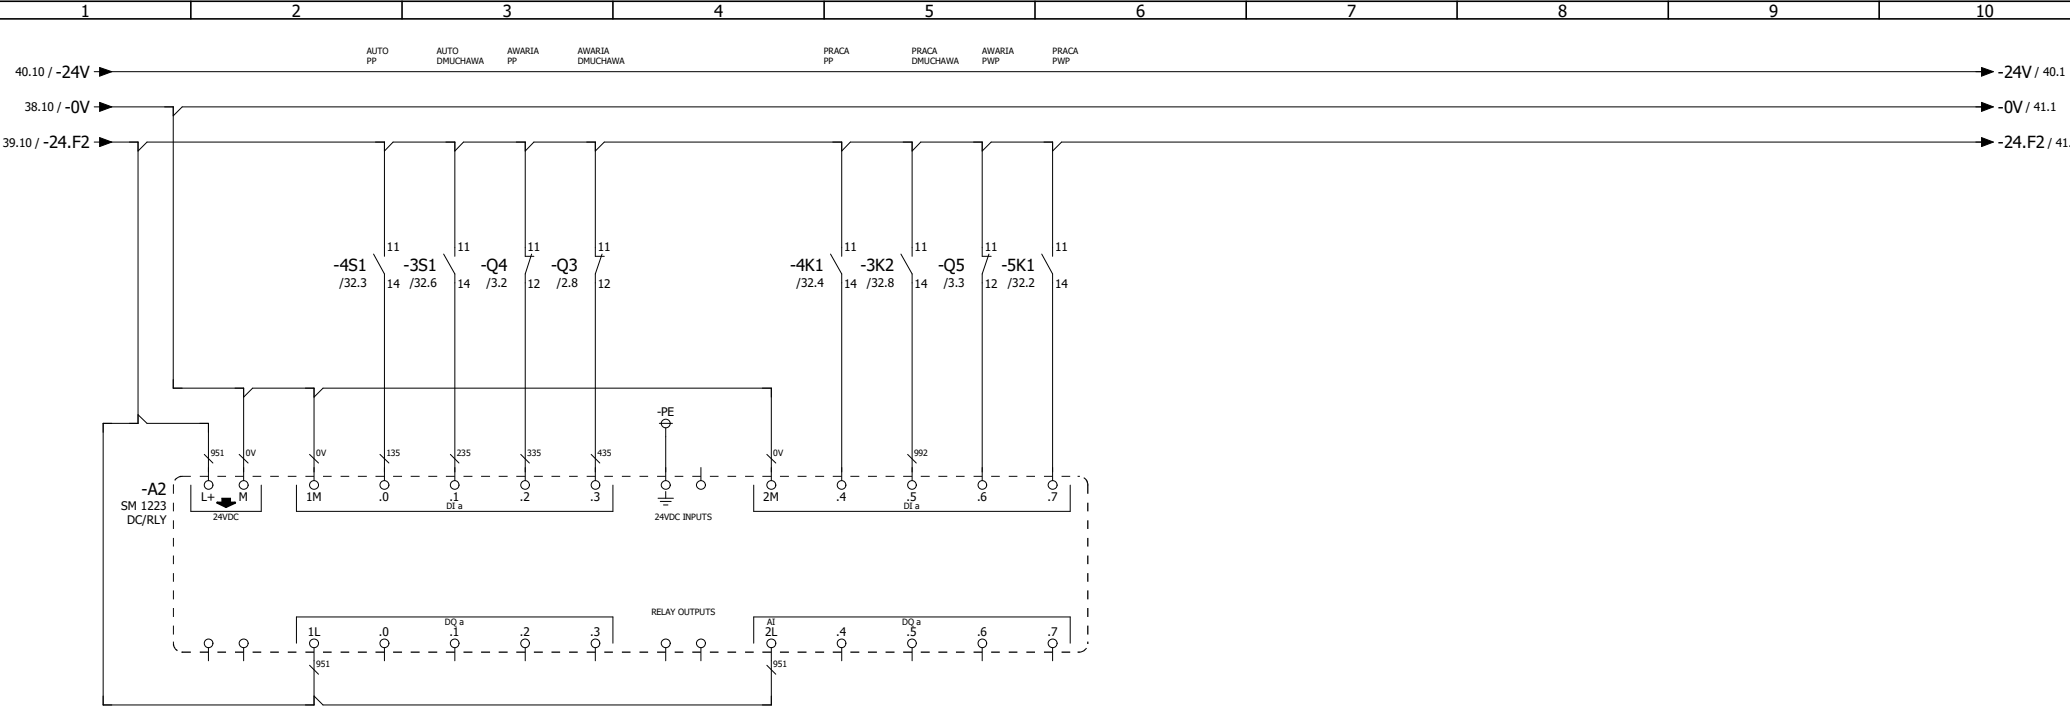 1 2 3 4 5 6 7 8 9 10
AUTO PP
AUTO DMUCHAWA
AWARIA PP
AWARIA DMUCHAWA
PRACA PP
PRACA DMUCHAWA
AWARIA PWP
PRACA PWP
40.10 / -24V
-24V / 40.1
38.10 / -0V
-0V / 41.1
39.10 / -24.F2
-24.F2 / 41.
11 11 11 11 11 11 11 11
-4S1 -3S1 -Q4 -Q3 -4K1 -3K2 -Q5 -5K1
/32.3 14 /32.6 14 /3.2 12 /2.8 12 /32.4 14 /32.8 14 /3.3 12 /32.2 14
-PE
951 0V 0V 135 235 335 435 0V 992
-A2
SM 1223
DC/RLY
L+ M 1M .0 .1 .2 .3 2M .4 .5 .6 .7
DI a DI a
24VDC 24VDC INPUTS
RELAY OUTPUTS
DQ a AI DQ a
1L .0 .1 .2 .3 2L .4 .5 .6 .7
951 951